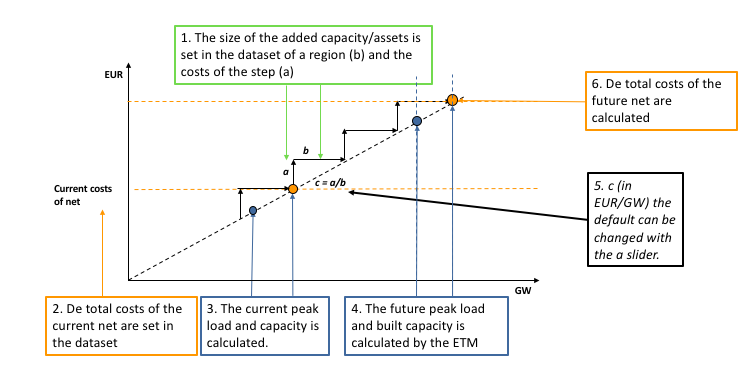 1. The size of the added capacity/assets is
set in the dataset of a region (b) and the
costs of the step (a)
EUR
6. De total costs of the
future net are
calculated
b
a
c = a/b
Current costs
of net
5. c (in
EUR/GW) the
default can be
changed with
the a slider.
GW
2. De total costs of the
current net are set in
the dataset
3. The current peak
load and capacity is
calculated.
4. The future peak load
and built capacity is
calculated by the ETM